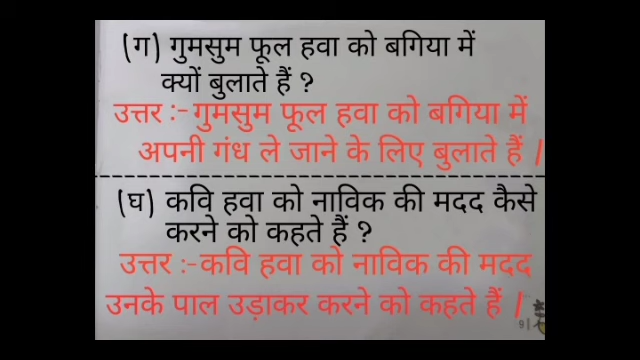 (ग) गुमसुम फूल हवा को बगिया में
क्यों बुलाते हैं ?
उत्तर :- गुमसुम फूल हवा को बगिया में
अपनी गंध ले जाने के लिए बुलाते हैं ।
(घ) कवि हवा को नाविक की मदद कैसे
करने को कहते हैं ?
उत्तर :- कवि हवा को नाविक की मदद
उनके पाल उड़ाकर करने को कहते हैं ।
9